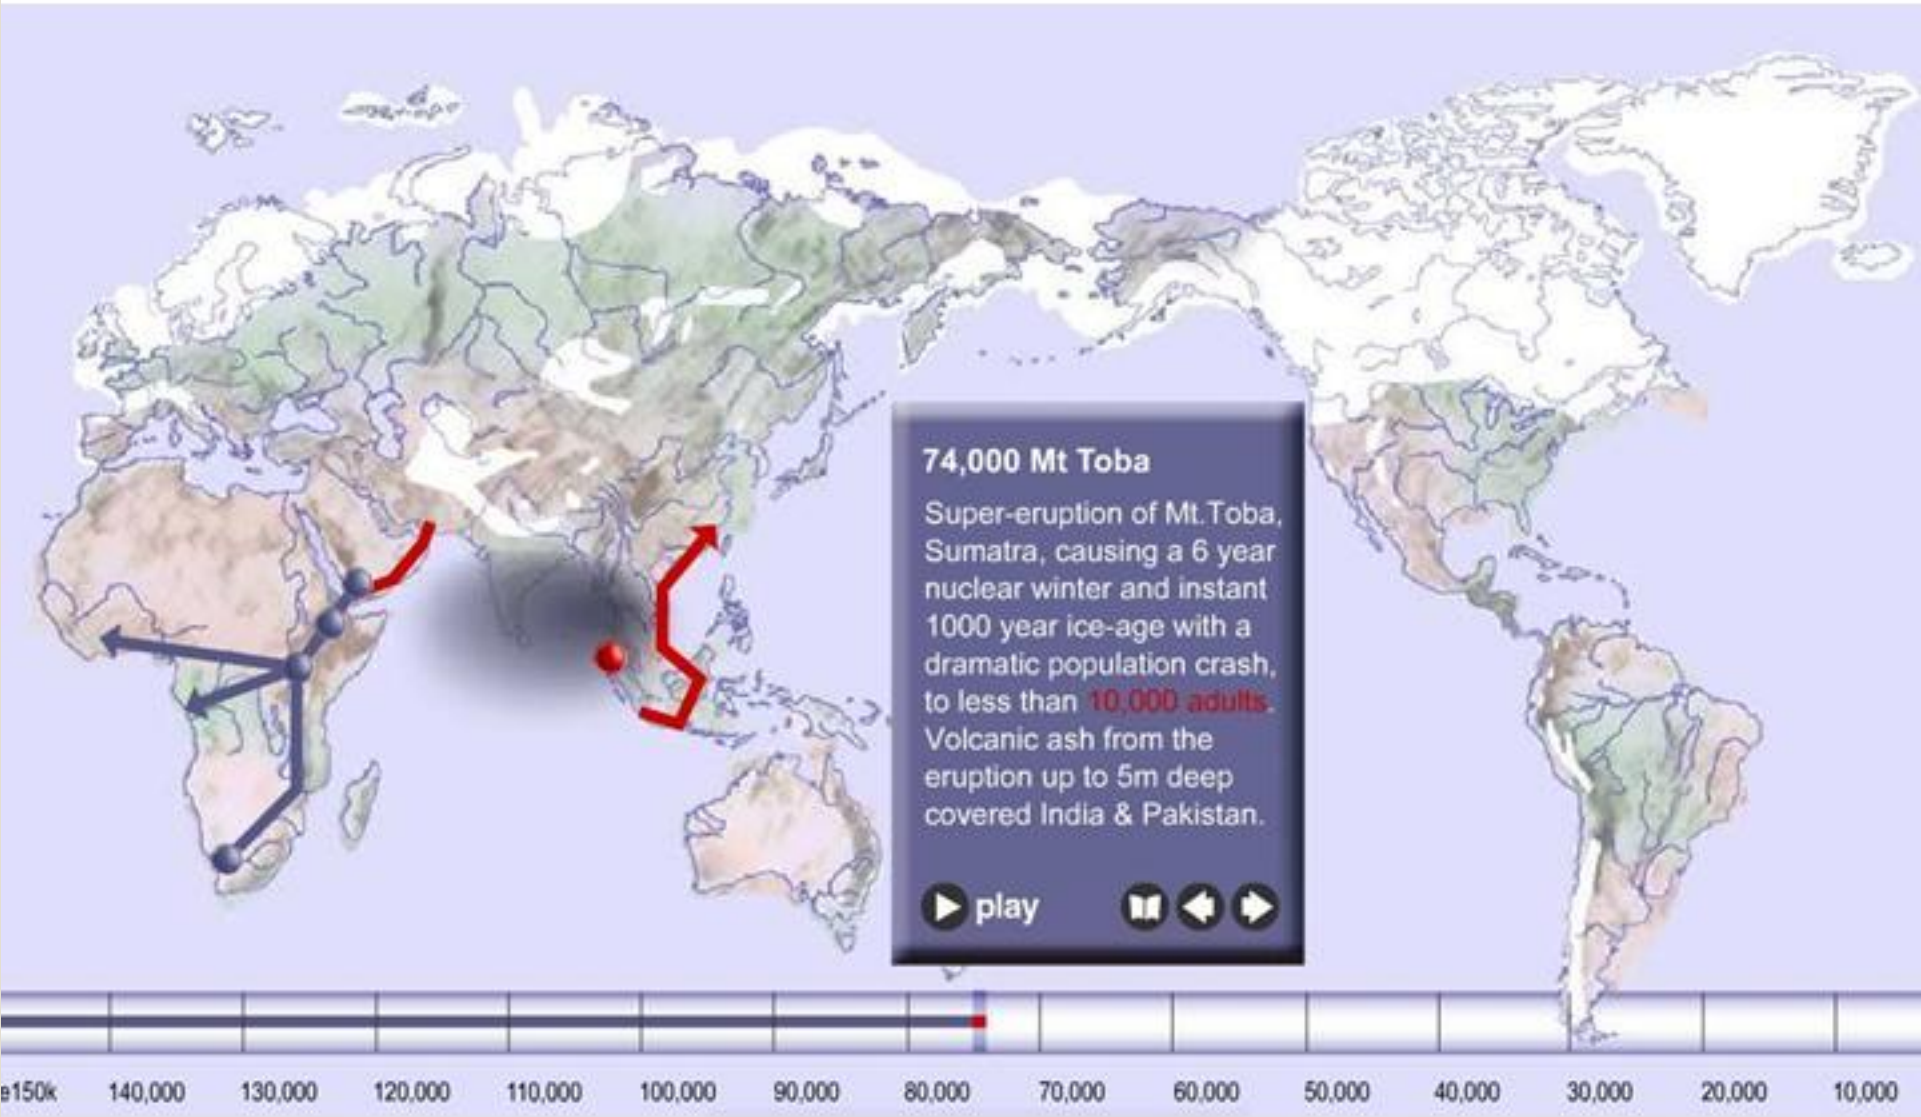 74,000 Mt Toba
Super-eruption of Mt.Toba,
Sumatra, causing a 6 year
nuclear winter and instant
1000 year ice-age with a
dramatic population crash,
to less than 10,000 adults.
Volcanic ash from the
eruption up to 5m deep
covered India & Pakistan.
play
e150k 140,000 130,000 120,000 110,000 100,000 90,000 80,000 70,000 60,000 50,000 40,000 30,000 20,000 10,000